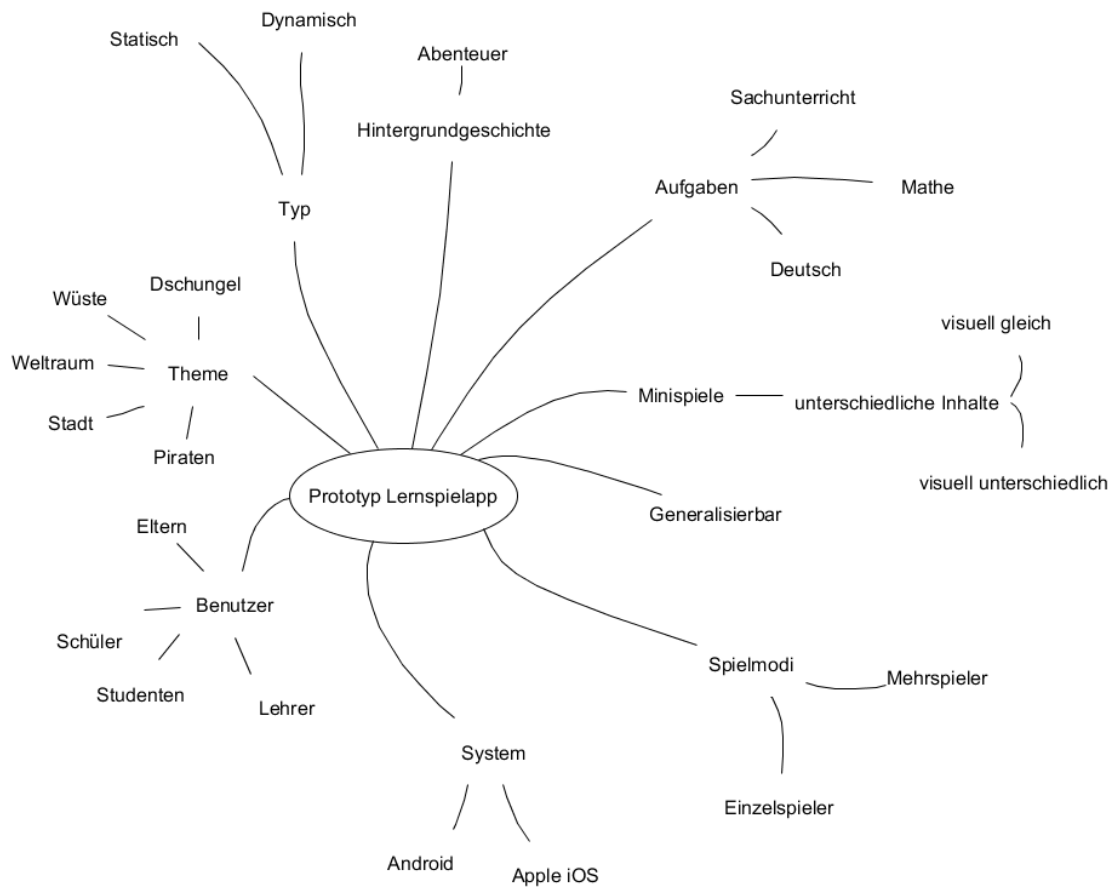 Dynamisch
Statisch
Abenteuer
Sachunterricht
Hintergrundgeschichte
Aufgaben
Mathe
Typ
Deutsch
Dschungel
Wüste
visuell gleich
Weltraum
Theme
Minispiele
unterschiedliche Inhalte
Stadt
Piraten
visuell unterschiedlich
Prototyp Lernspielapp
Generalisierbar
Eltern
Benutzer
Schüler
Spielmodi
Mehrspieler
Studenten
Lehrer
System
Einzelspieler
Android
Apple iOS